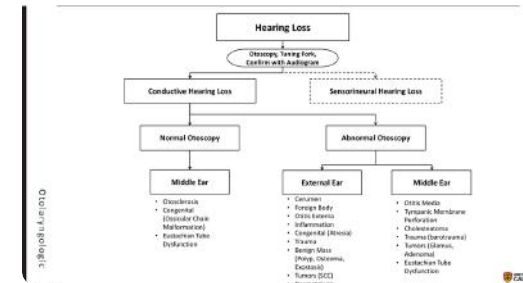 Hearing Loss
Otoscopy, Tuning Fork,
Confirm with Audiogram
Conductive Hearing Loss
Sensorineural Hearing Loss
Normal Otoscopy
Abnormal Otoscopy
Middle Ear
• Otosclerosis
• Congenital
(Ossicular Chain
Malformation)
• Eustachian Tube
Dysfunction
External Ear
• Cerumen
• Foreign Body
• Otitis Externa
• Inflammation
• Congenital (Atresia)
• Trauma
• Benign Mass
(Polyp, Osteoma,
Exostosis)
• Tumors (SCC)
Middle Ear
• Otitis Media
• Tympanic Membrane
Perforation
• Cholesteatoma
• Trauma (barotrauma)
• Tumors (Glomus,
Adenoma)
• Eustachian Tube
Dysfunction
Otolaryngologic